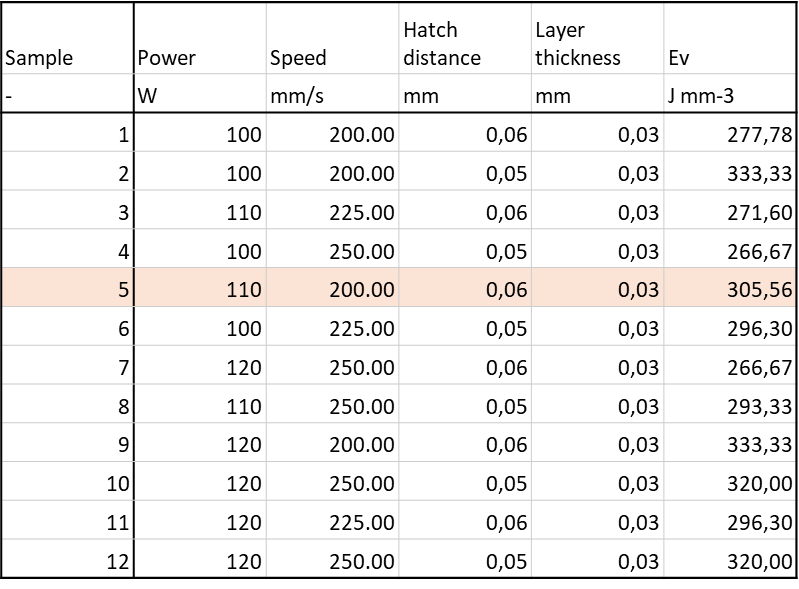 Sample Power Speed Hatch distance Layer thickness Ev
- W mm/s mm mm J mm-3
1 100 200.00 0,06 0,03 277,78
2 100 200.00 0,05 0,03 333,33
3 110 225.00 0,06 0,03 271,60
4 100 250.00 0,05 0,03 266,67
5 110 200.00 0,06 0,03 305,56
6 100 225.00 0,05 0,03 296,30
7 120 250.00 0,06 0,03 266,67
8 110 250.00 0,05 0,03 293,33
9 120 200.00 0,06 0,03 333,33
10 120 250.00 0,05 0,03 320,00
11 120 225.00 0,06 0,03 296,30
12 120 250.00 0,05 0,03 320,00